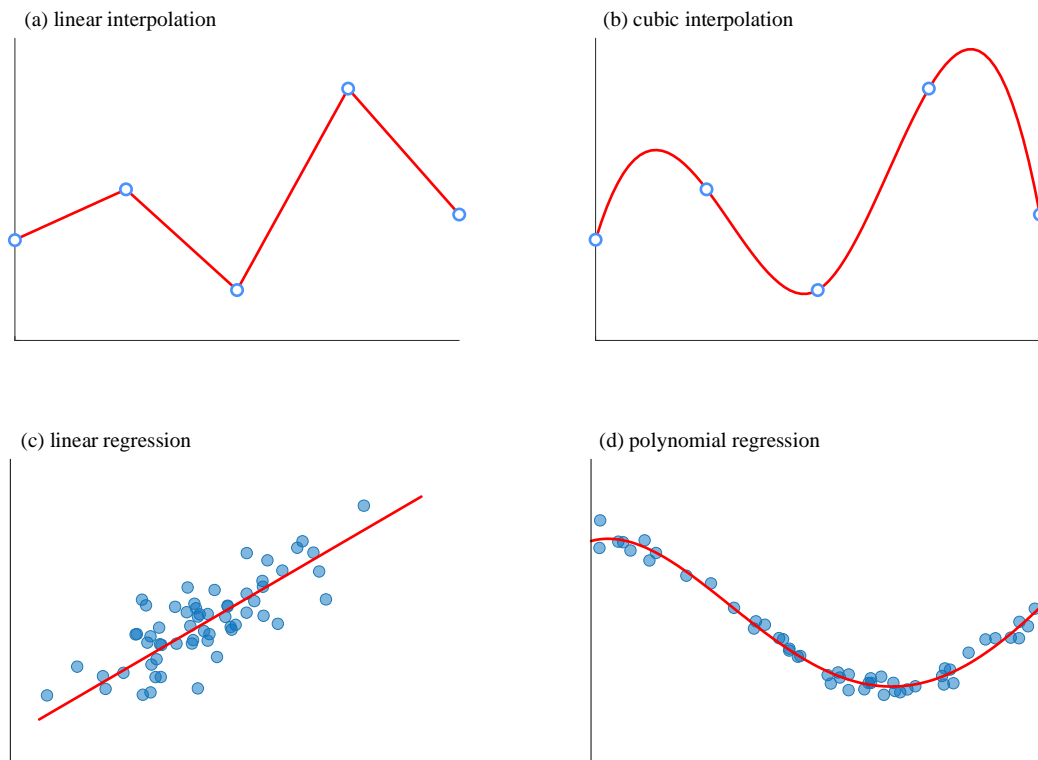 (a) linear interpolation
(b) cubic interpolation
(c) linear regression
(d) polynomial regression